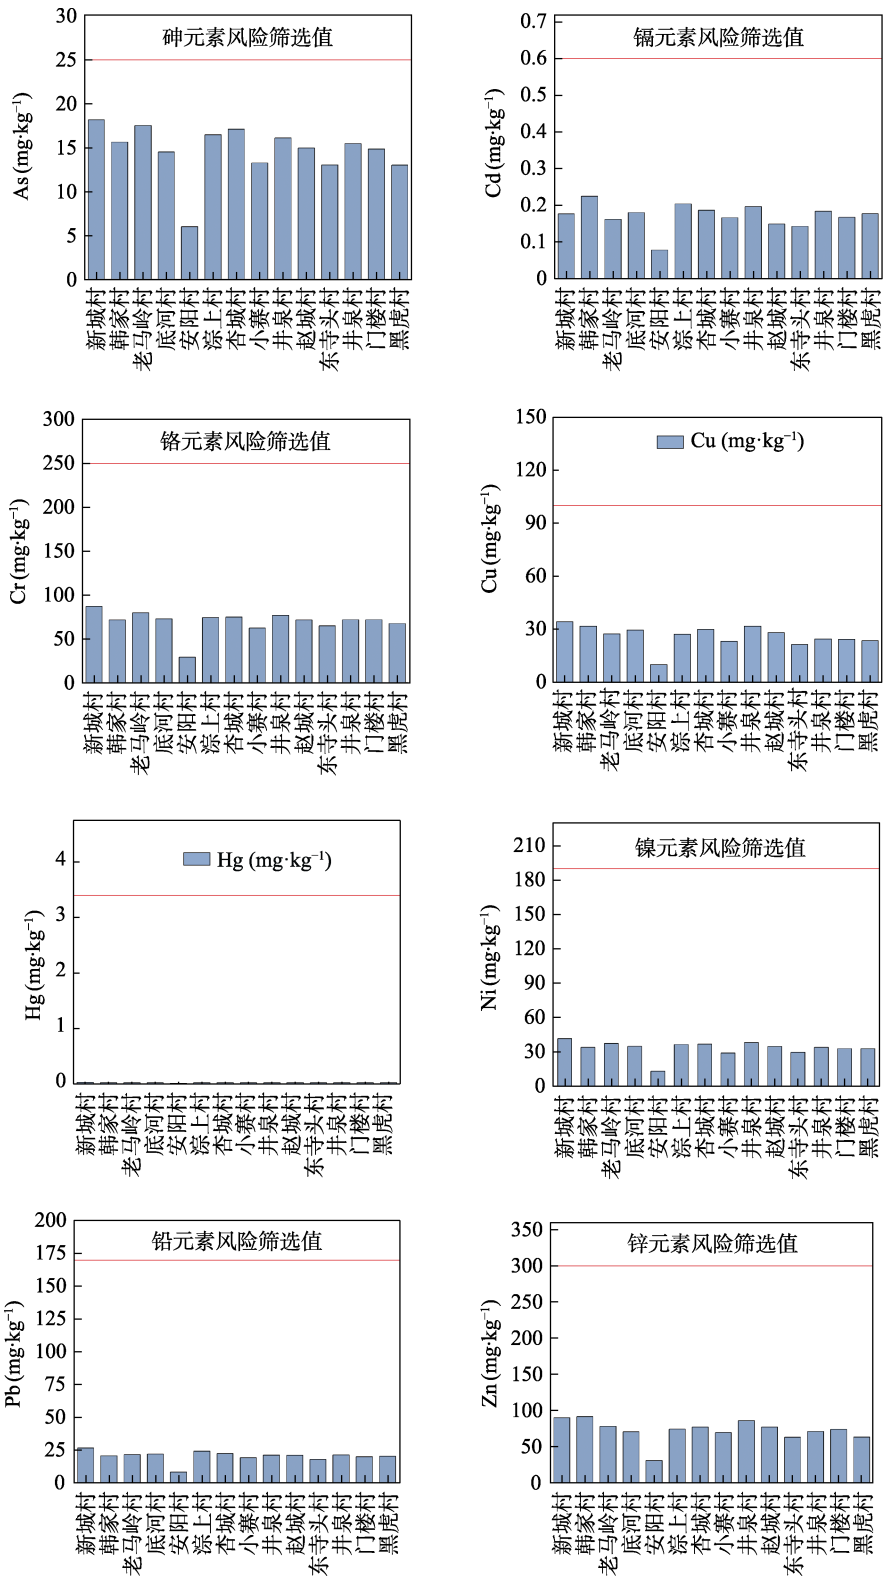 砷元素风险筛选值
As (mg·kg⁻¹)
30
25
20
15
10
5
0
新城村
韩家村
老马岭村
底河村
安阳村
淙上村
杏城村
小赛村
井泉村
赵城村
东寺头村
井泉村
门楼村
黑虎村
镉元素风险筛选值
Cd (mg·kg⁻¹)
0.7
0.6
0.5
0.4
0.3
0.2
0.1
0
新城村
韩家村
老马岭村
底河村
安阳村
淙上村
杏城村
小赛村
井泉村
赵城村
东寺头村
井泉村
门楼村
黑虎村
铬元素风险筛选值
Cr (mg·kg⁻¹)
300
250
200
150
100
50
0
新城村
韩家村
老马岭村
底河村
安阳村
淙上村
杏城村
小赛村
井泉村
赵城村
东寺头村
井泉村
门楼村
黑虎村
Cu (mg·kg⁻¹)
Cu (mg·kg⁻¹)
150
120
90
60
30
0
新城村
韩家村
老马岭村
底河村
安阳村
淙上村
杏城村
小赛村
井泉村
赵城村
东寺头村
井泉村
门楼村
黑虎村
Hg (mg·kg⁻¹)
Hg (mg·kg⁻¹)
4
3
2
1
0
新城村
韩家村
老马岭村
底河村
安阳村
淙上村
杏城村
小赛村
井泉村
赵城村
东寺头村
井泉村
门楼村
黑虎村
镍元素风险筛选值
Ni (mg·kg⁻¹)
210
180
150
120
90
60
30
0
新城村
韩家村
老马岭村
底河村
安阳村
淙上村
杏城村
小赛村
井泉村
赵城村
东寺头村
井泉村
门楼村
黑虎村
铅元素风险筛选值
Pb (mg·kg⁻¹)
200
175
150
125
100
75
50
25
0
新城村
韩家村
老马岭村
底河村
安阳村
淙上村
杏城村
小赛村
井泉村
赵城村
东寺头村
井泉村
门楼村
黑虎村
锌元素风险筛选值
Zn (mg·kg⁻¹)
350
300
250
200
150
100
50
0
新城村
韩家村
老马岭村
底河村
安阳村
淙上村
杏城村
小赛村
井泉村
赵城村
东寺头村
井泉村
门楼村
黑虎村